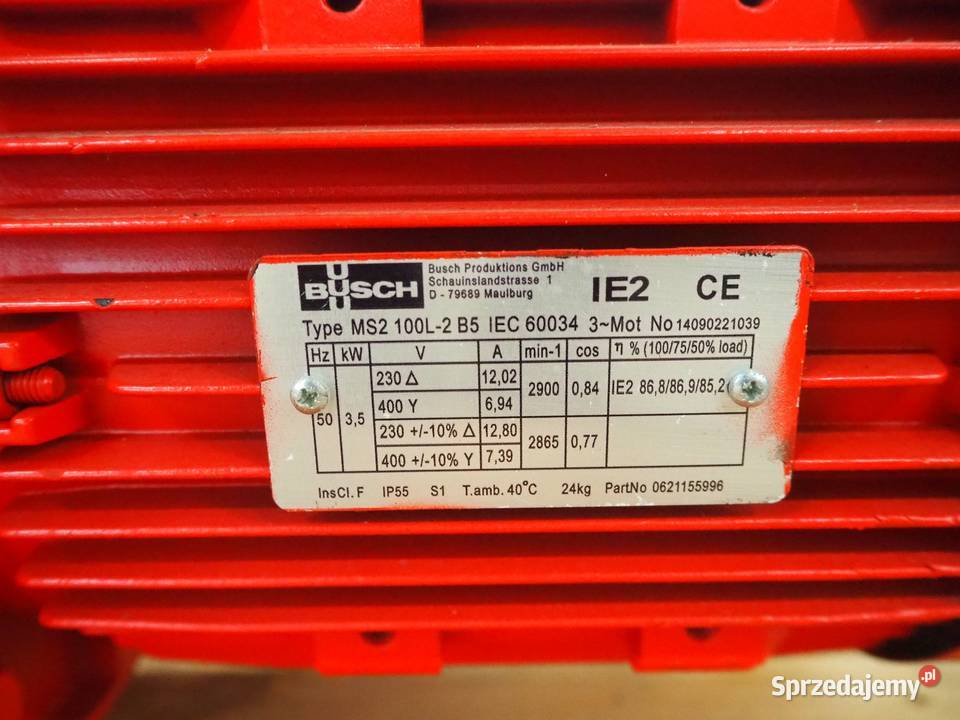 BUSCH
Busch Produktions GmbH
Schauinslandstrasse 1
D - 79689 Maulburg
IE2 CE
Type MS2 100L-2 B5 IEC 60034 3~Mot No 14090221039
Hz kW V A min-1 cos η % (100/75/50% load)
50 3,5
230 Δ 12,02 2900 0,84 IE2 86,8/86,9/85,2
400 Y 6,94
230 +/-10% Δ 12,80 2865 0,77
400 +/-10% Y 7,39
InsCl. F IP55 S1 T.amb. 40°C 24kg PartNo 0621155996
Sprzedajemy.pl